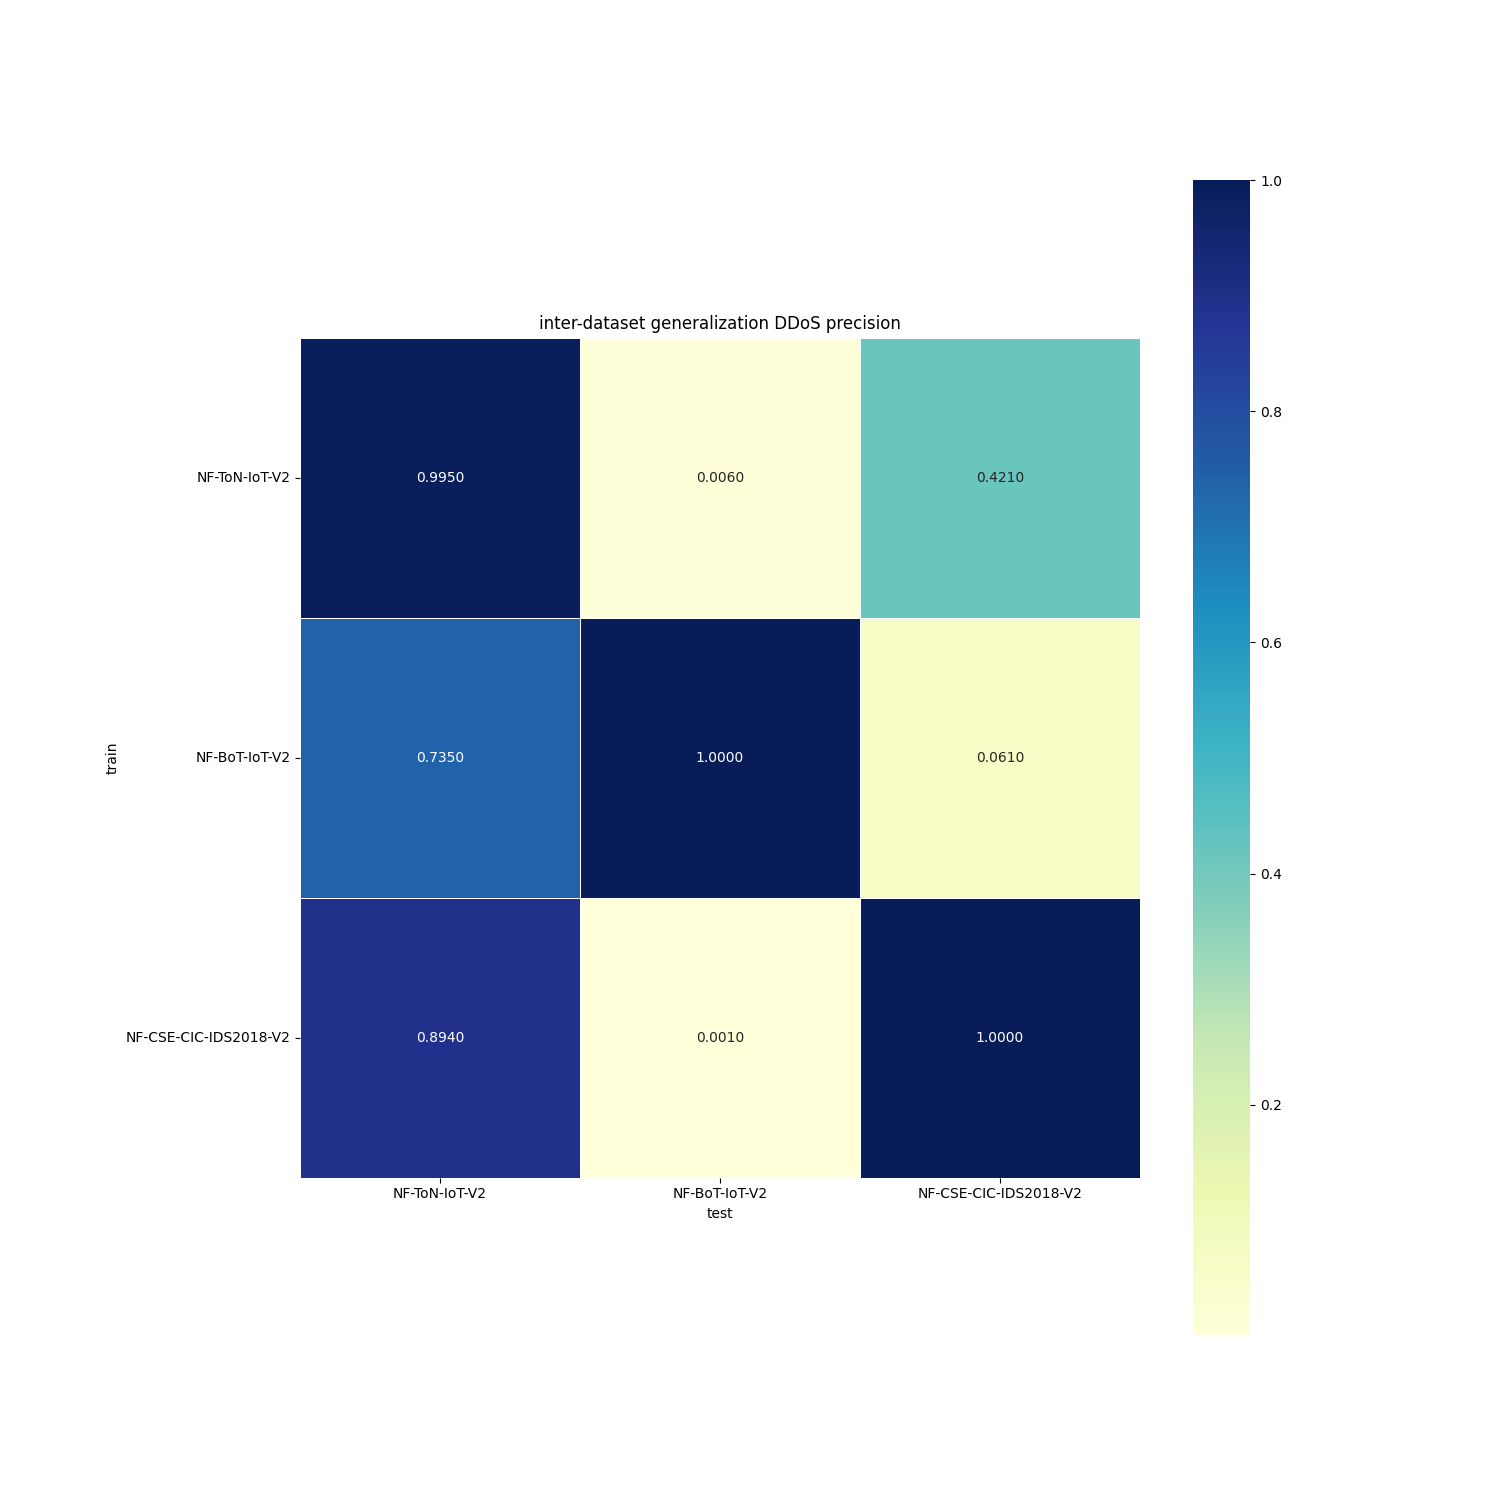 inter-dataset generalization DDoS precision
train
NF-ToN-IoT-V2
0.9950
0.0060
0.4210
NF-BoT-IoT-V2
0.7350
1.0000
0.0610
NF-CSE-CIC-IDS2018-V2
0.8940
0.0010
1.0000
NF-ToN-IoT-V2
NF-BoT-IoT-V2
NF-CSE-CIC-IDS2018-V2
test
1.0
0.8
0.6
0.4
0.2